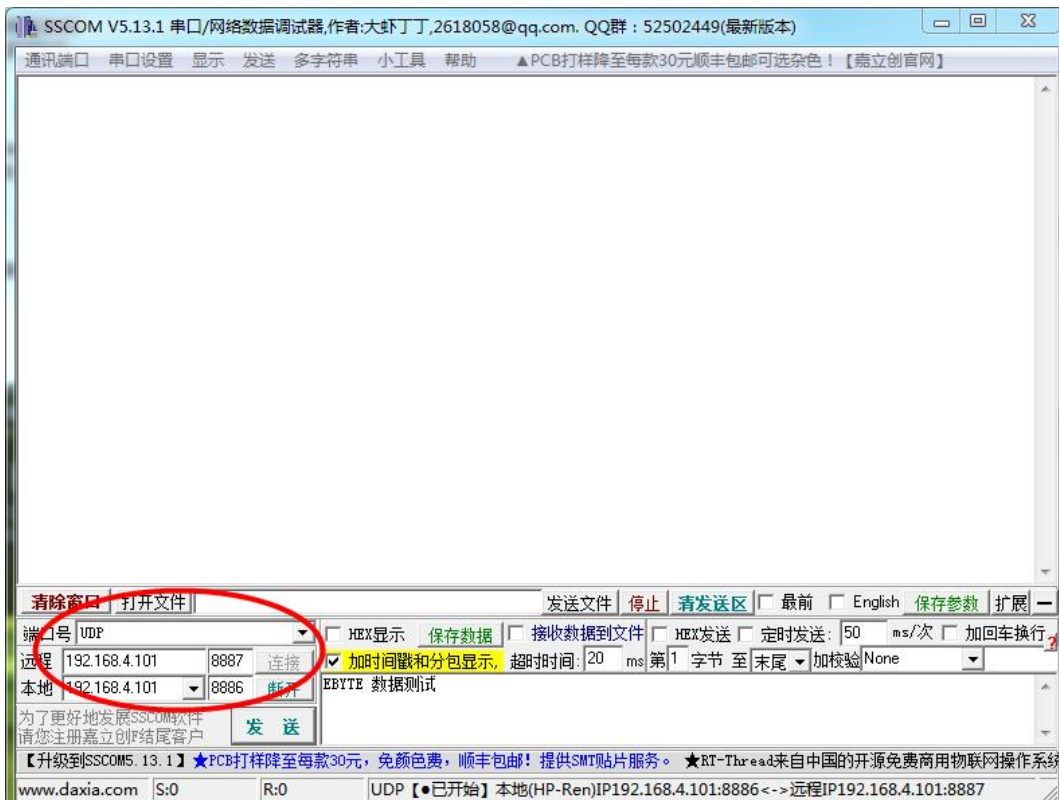 SSCOM V5.13.1 串口/网络数据调试器,作者:大虾丁丁,2618058@qq.com. QQ群：52502449(最新版本)
通讯端口 串口设置 显示 发送 多字符串 小工具 帮助 ▲PCB打样降至每款30元顺丰包邮可选杂色！【嘉立创官网】
清除窗口 打开文件 发送文件 停止 清发送区 最前 English 保存参数 扩展 —
端口号 UDP HEX显示 保存数据 接收数据到文件 HEX发送 定时发送: 50 ms/次 加回车换行 ?
远程 192.168.4.101 8887 连接 加时间戳和分包显示, 超时时间: 20 ms 第1 字节 至 末尾 加校验 None
本地 192.168.4.101 8886 断开 EBYTE 数据测试
为了更好地发展SSCOM软件
请您注册嘉立创F结尾客户
发 送
【升级到SSCOM5.13.1】★PCB打样降至每款30元，免颜色费，顺丰包邮！提供SMT贴片服务。 ★RT-Thread来自中国的开源免费商用物联网操作系
www.daxia.com S:0 R:0 UDP【●已开始】本地(HP-Ren)IP192.168.4.101:8886<->远程IP192.168.4.101:8887